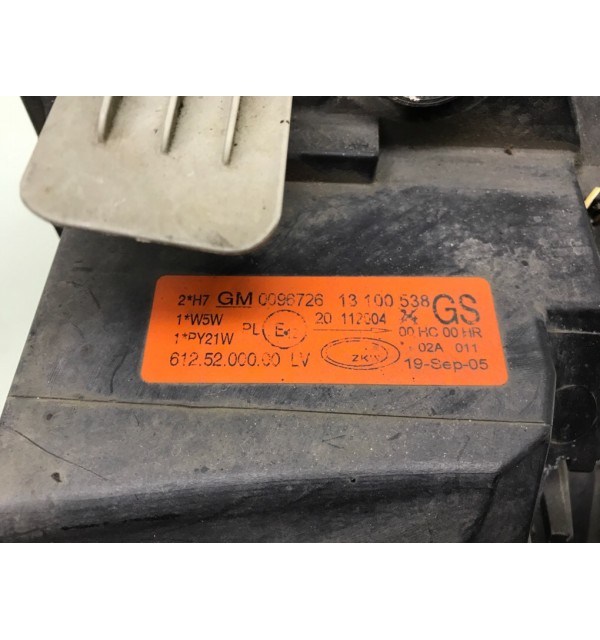 2*H7 GM 0096726 13 100 538 GS
1*W5W PL E 20 112004
1*PY21W 00 HC 00 HR
02A 011
612.52.000.00 LV ZKW 19-Sep-05